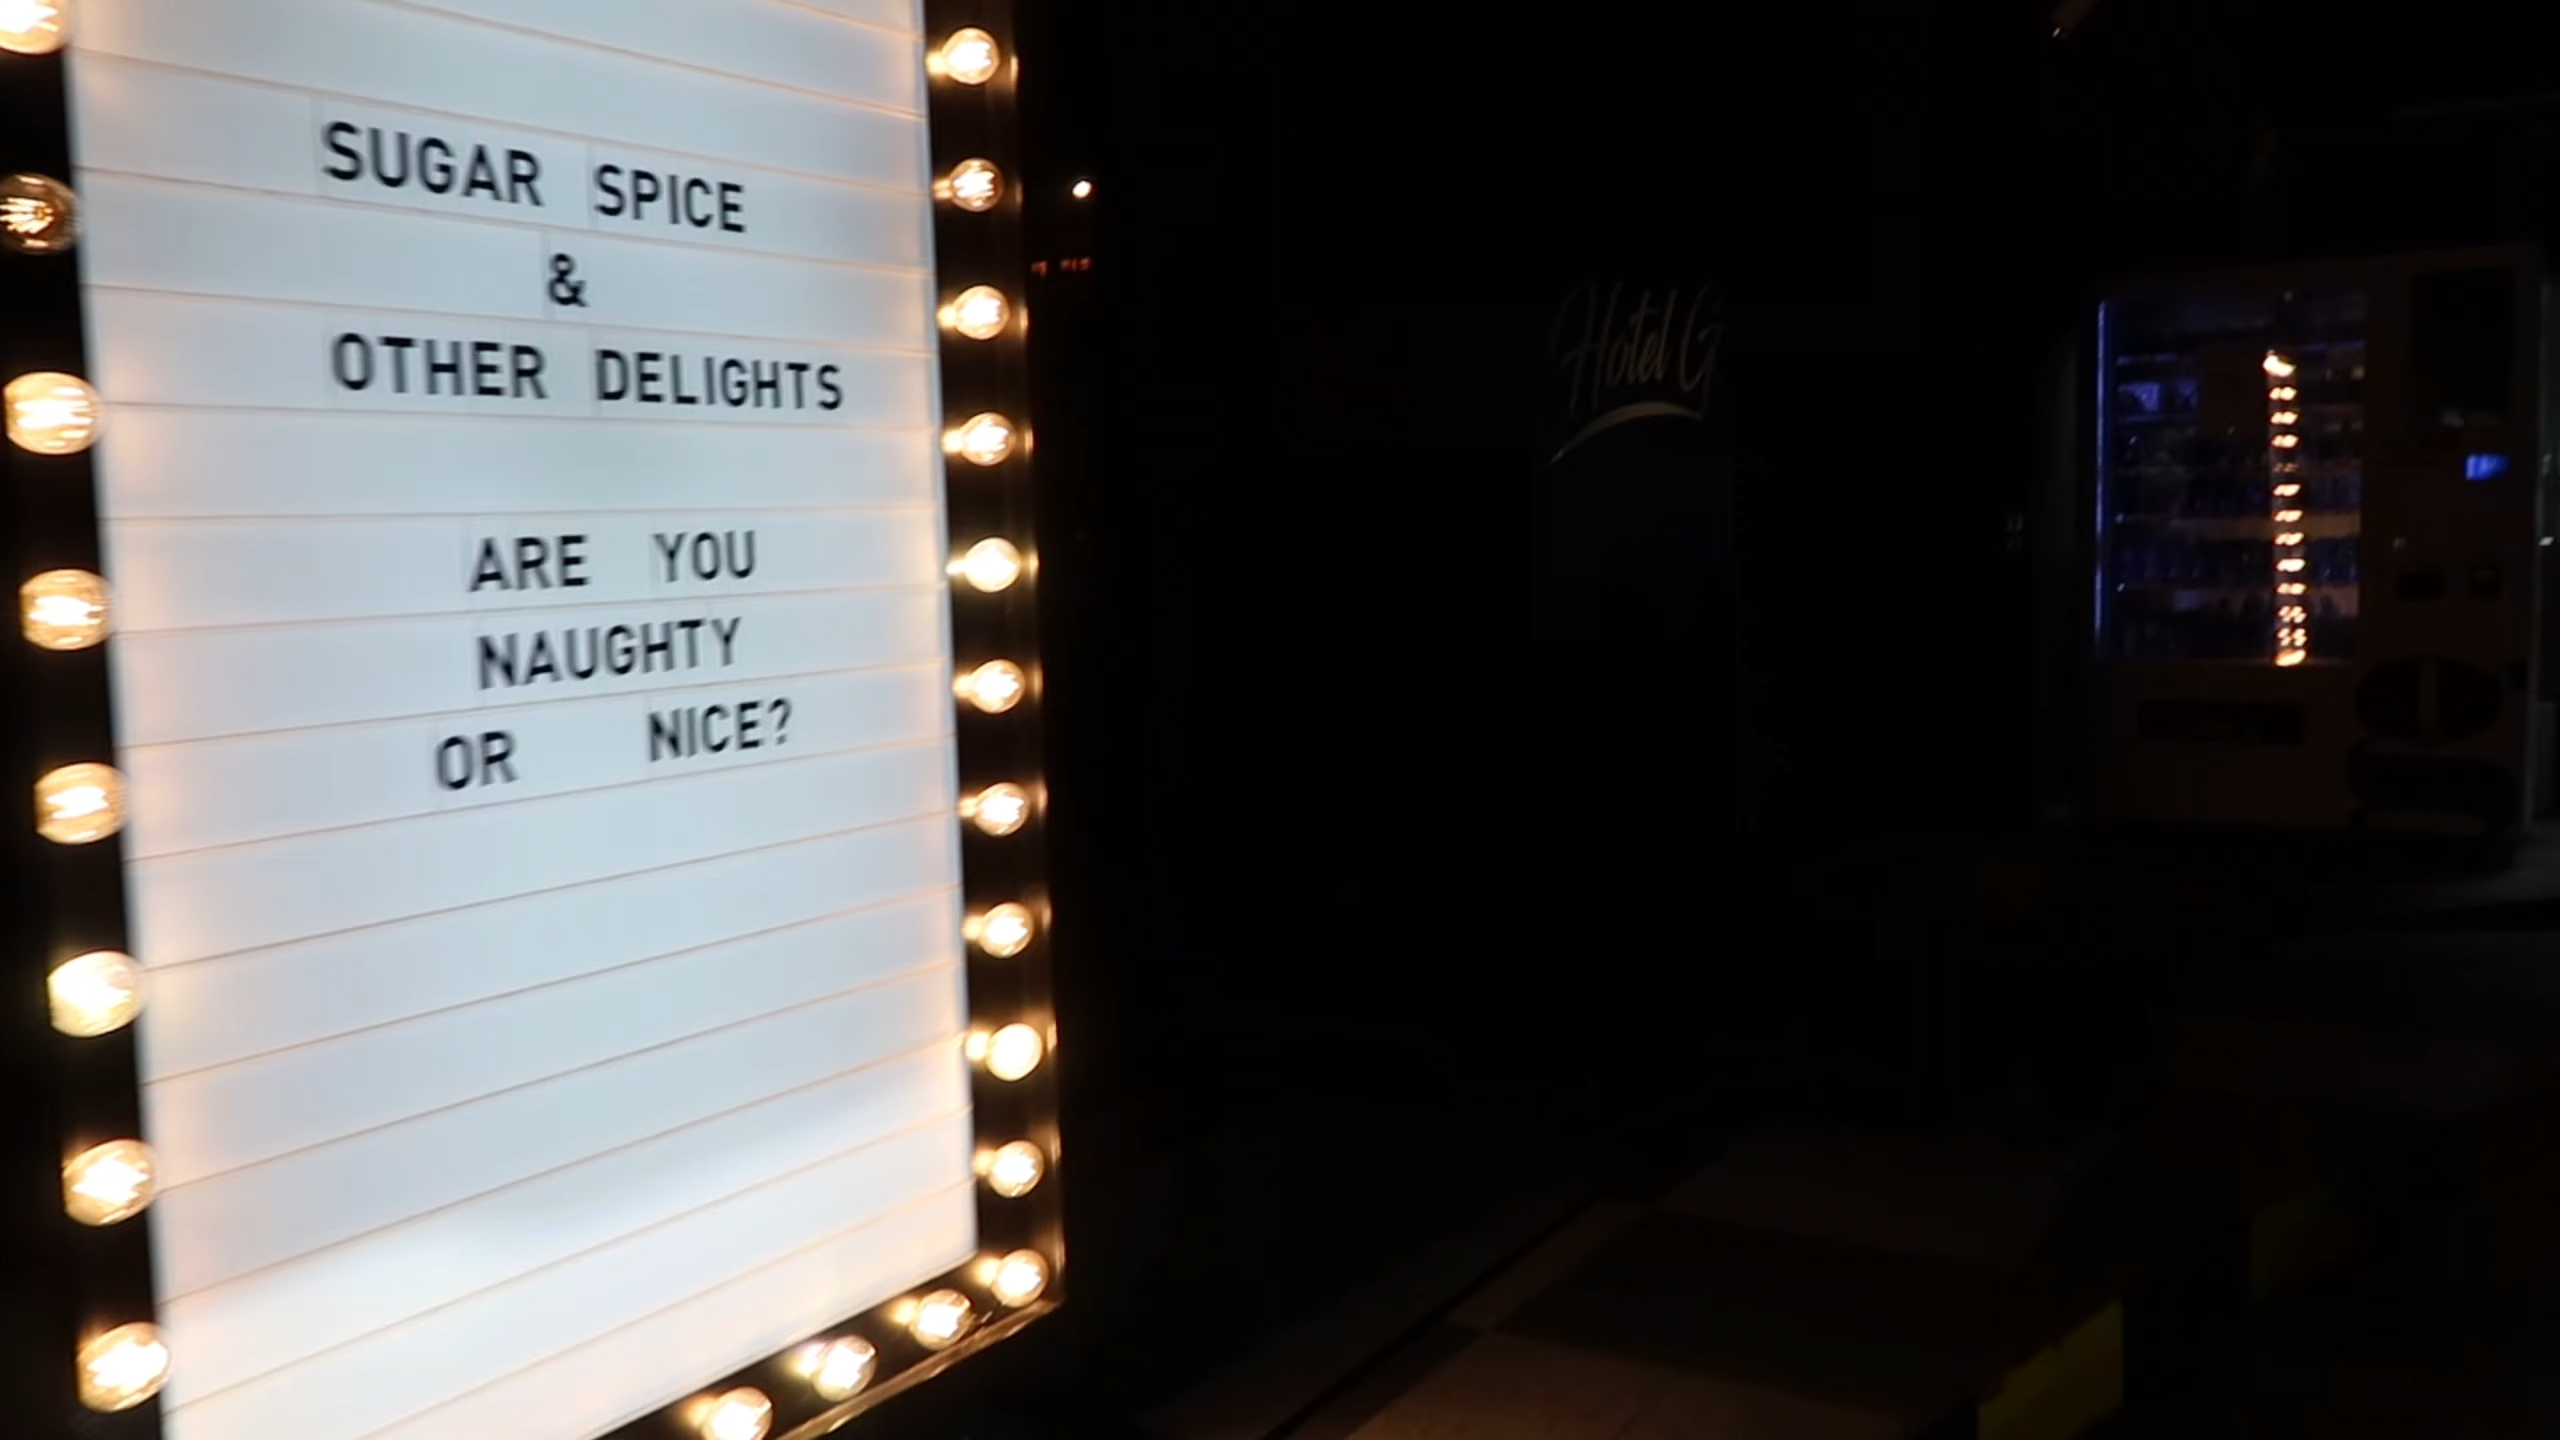 SUGAR SPICE
&
OTHER DELIGHTS
ARE YOU
NAUGHTY
OR NICE?
Hotel G